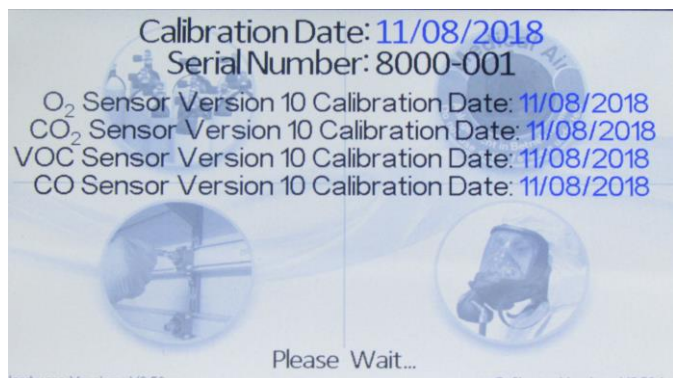 Calibration Date: 11/08/2018
Serial Number: 8000-001
O₂ Sensor Version 10 Calibration Date: 11/08/2018
CO₂ Sensor Version 10 Calibration Date: 11/08/2018
VOC Sensor Version 10 Calibration Date: 11/08/2018
CO Sensor Version 10 Calibration Date: 11/08/2018
Please Wait...